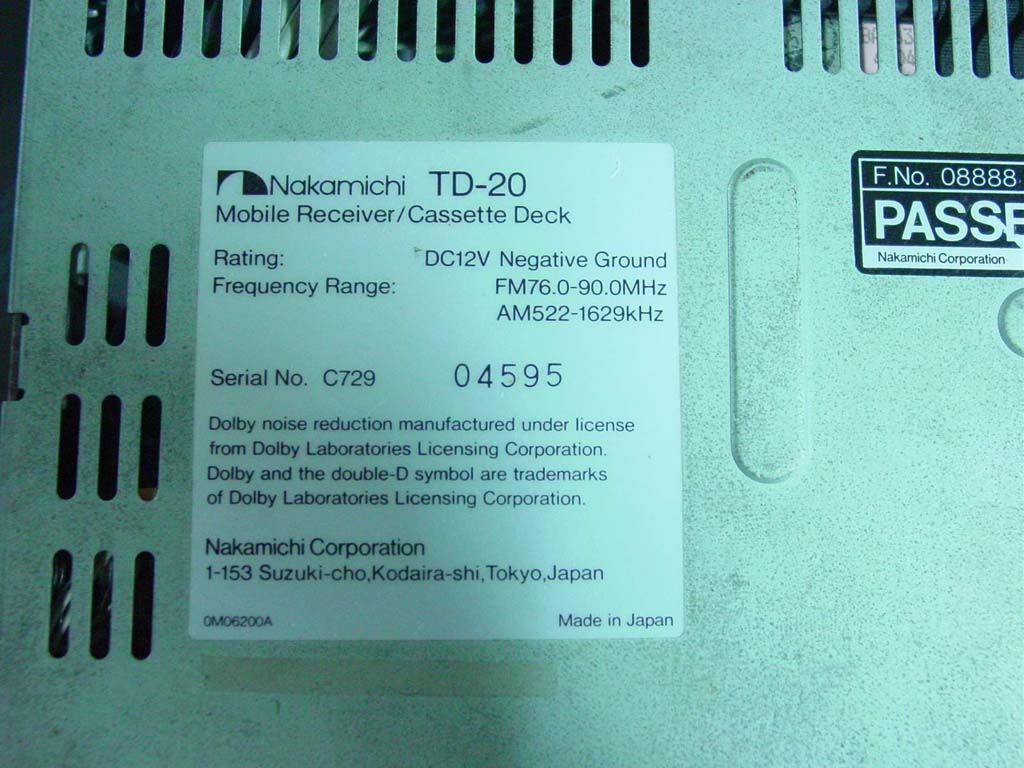 Nakamichi TD-20
Mobile Receiver/Cassette Deck
Rating: DC12V Negative Ground
Frequency Range: FM76.0-90.0MHz
AM522-1629kHz
Serial No. C729 04595
Dolby noise reduction manufactured under license
from Dolby Laboratories Licensing Corporation.
Dolby and the double-D symbol are trademarks
of Dolby Laboratories Licensing Corporation.
Nakamichi Corporation
1-153 Suzuki-cho,Kodaira-shi,Tokyo,Japan
0M06200A Made in Japan
F.No. 08888
PASSE
Nakamichi Corporation